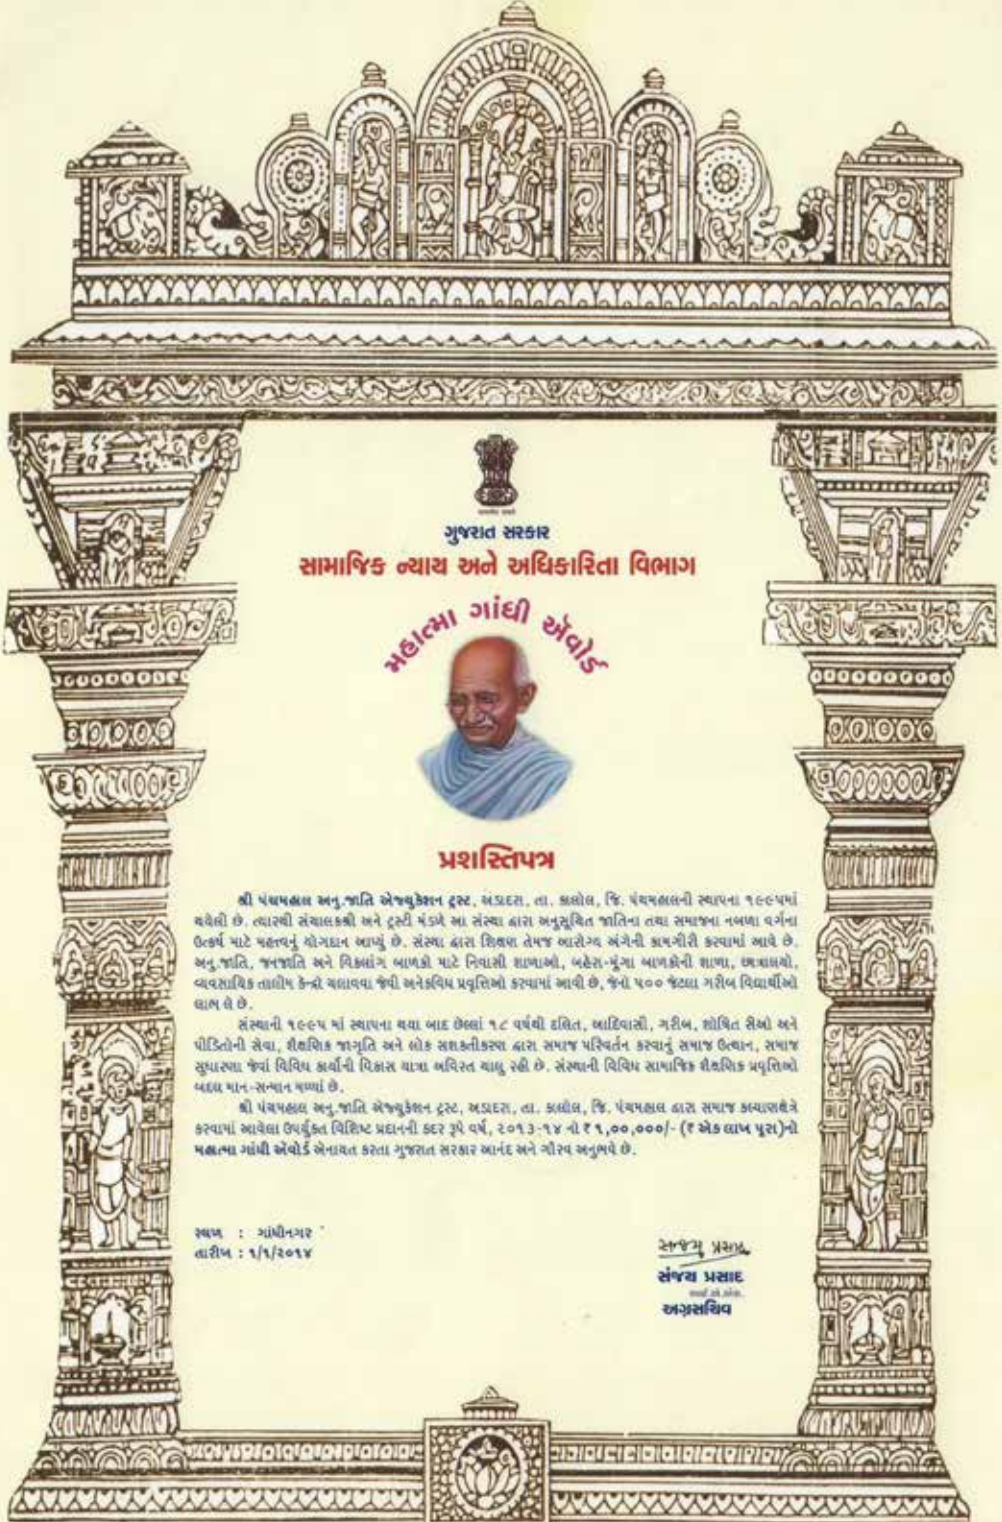 ગુજરાત સરકાર
સામાજિક ન્યાય અને અધિકારિતા વિભાગ
મહાત્મા ગાંધી ઍવોર્ડ
પ્રશસ્તિપત્ર
શ્રી પંચમહાલ અનુ.જાતિ એજ્યુકેશન ટ્રસ્ટ, અડાદરા, તા. કાલોલ, જિ. પંચમહાલની સ્થાપના ૧૯૯૫માં
થયેલી છે. ત્યારથી સંચાલકશ્રી અને ટ્રસ્ટી મંડળે આ સંસ્થા દ્વારા અનુસૂચિત જાતિના તથા સમાજના નબળા વર્ગના
ઉત્કર્ષ માટે મહત્વનું યોગદાન આપ્યું છે. સંસ્થા દ્વારા શિક્ષણ તેમજ આરોગ્ય અંગેની કામગીરી કરવામાં આવે છે.
અનુ.જાતિ, જનજાતિ અને વિકલાંગ બાળકો માટે નિવાસી શાળાઓ, બહેરા-મૂંગા બાળકોની શાળા, છાત્રાલયો,
વ્યવસાયિક તાલીમ કેન્દ્રો ચલાવવા જેવી અનેકવિધ પ્રવૃત્તિઓ કરવામાં આવી છે, જેનો ૫૦૦ જેટલા ગરીબ વિદ્યાર્થીઓ
લાભ લે છે.
સંસ્થાની ૧૯૯૫ માં સ્થાપના થયા બાદ છેલ્લાં ૧૮ વર્ષથી દલિત, આદિવાસી, ગરીબ, શોષિત સ્ત્રીઓ અને
પીડિતોની સેવા, શૈક્ષણિક જાગૃતિ અને લોક સશક્તીકરણ દ્વારા સમાજ પરિવર્તન કરવાનું સમાજ ઉત્થાન, સમાજ
સુધારણા જેવાં વિવિધ કાર્યોની વિકાસ યાત્રા અવિરત ચાલુ રહી છે. સંસ્થાની વિવિધ સામાજિક શૈક્ષણિક પ્રવૃત્તિઓ
બદલ માન-સન્માન મળ્યાં છે.
શ્રી પંચમહાલ અનુ.જાતિ એજ્યુકેશન ટ્રસ્ટ, અડાદરા, તા. કાલોલ, જિ. પંચમહાલ દ્વારા સમાજ કલ્યાણક્ષેત્રે
કરવામાં આવેલા ઉપર્યુક્ત વિશિષ્ટ પ્રદાનની કદર રૂપે વર્ષ, ૨૦૧૩-૧૪ નો ₹ ૧,૦૦,૦૦૦/- (₹ એક લાખ પૂરા)નો
મહાત્મા ગાંધી ઍવોર્ડ એનાયત કરતા ગુજરાત સરકાર આનંદ અને ગૌરવ અનુભવે છે.
સ્થળ : ગાંધીનગર
તારીખ : ૧/૧/૨૦૧૪
સંજય પ્રસાદ
સંજય પ્રસાદ
અગ્રસચિવ